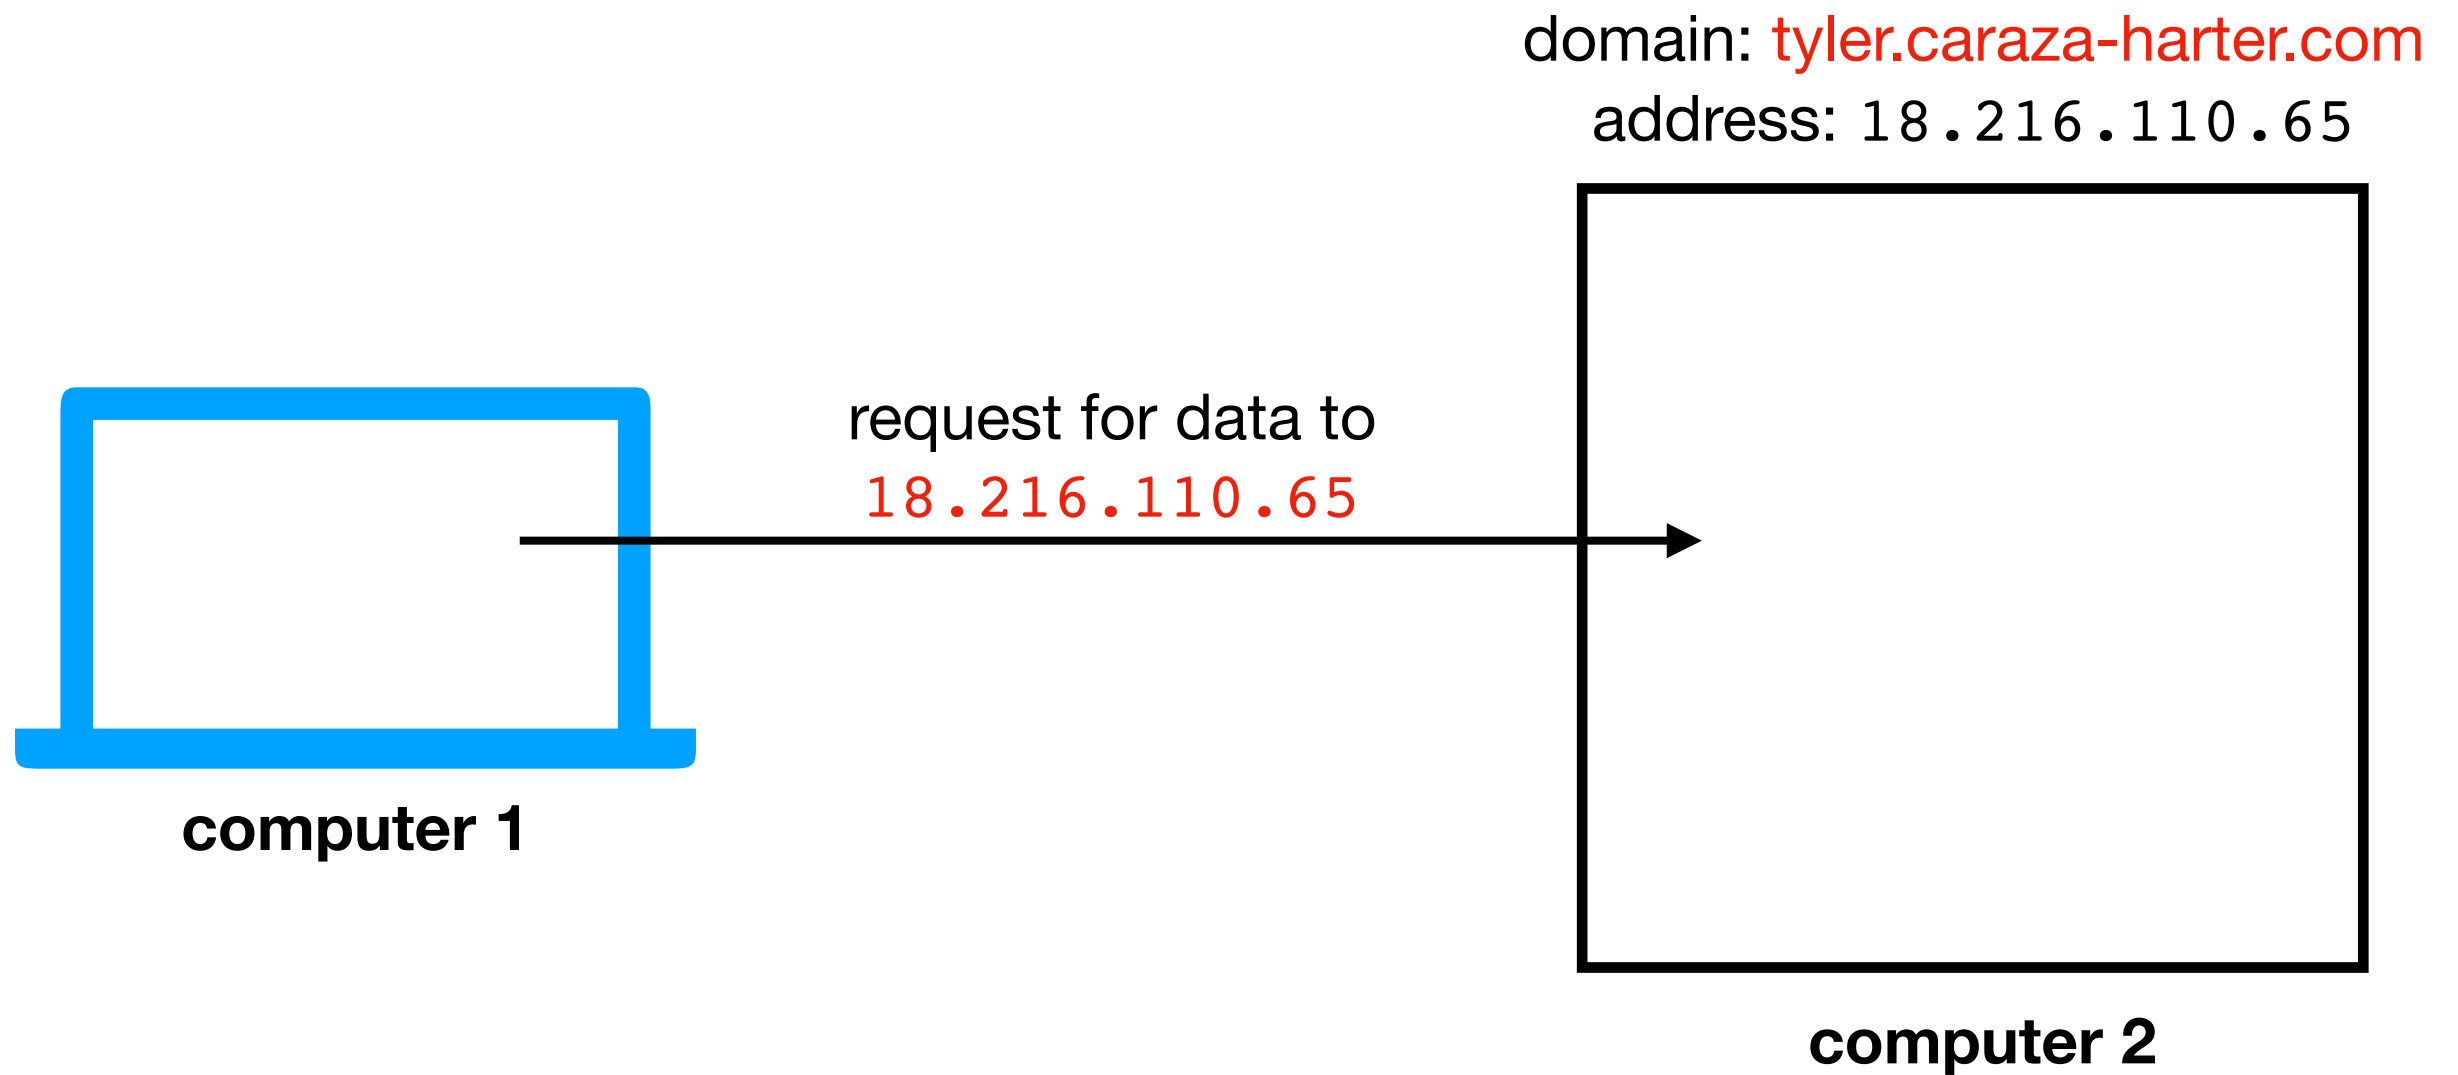 domain: tyler.caraza-harter.com
address: 18.216.110.65
request for data to
18.216.110.65
computer 1
computer 2